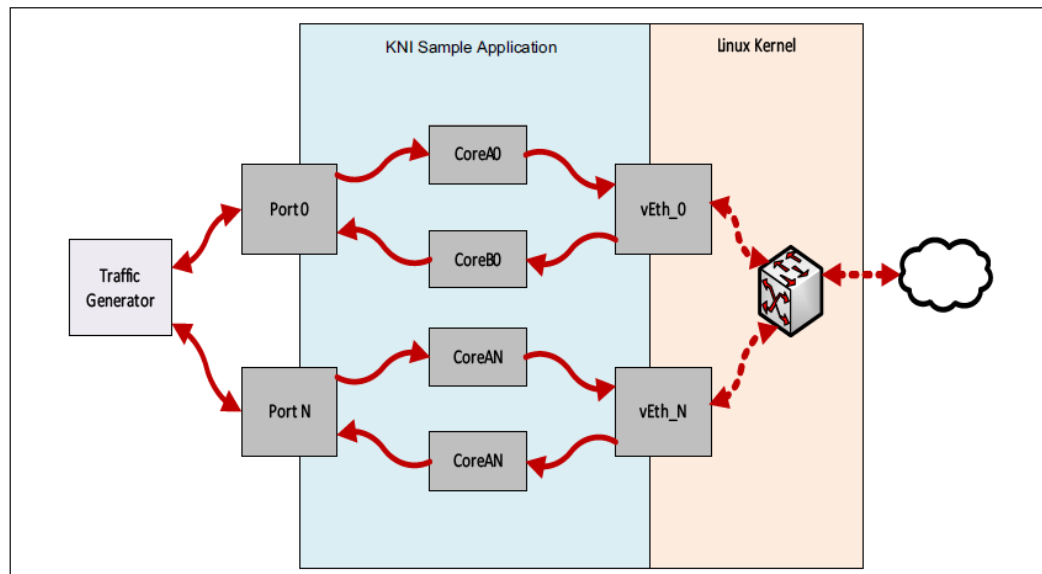 KNI Sample Application
Linux Kernel
CoreA0
Port 0
vEth_0
CoreB0
Traffic
Generator
CoreAN
Port N
vEth_N
CoreAN